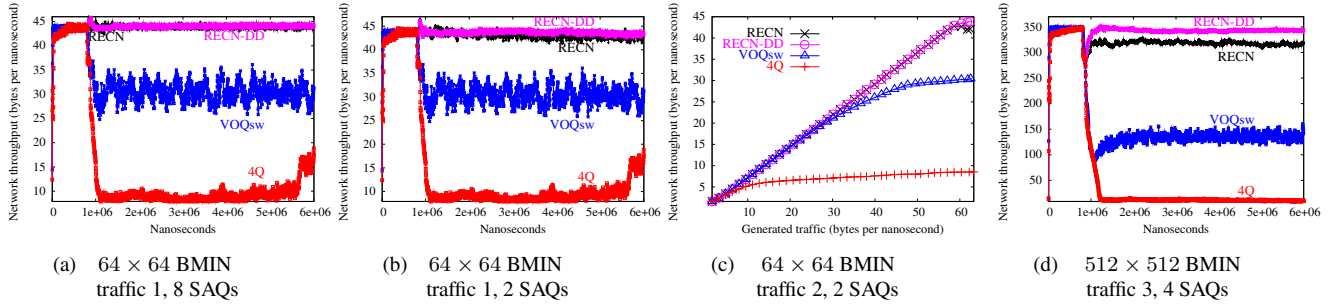 Network throughput (bytes per nanosecond)
45
40
35
30
25
20
15
10
0
1e+06
2e+06
3e+06
4e+06
5e+06
6e+06
Nanoseconds
RECN
RECN-DD
VOQsw
4Q
(a) 64 × 64 BMIN
traffic 1, 8 SAQs
Network throughput (bytes per nanosecond)
45
40
35
30
25
20
15
10
0
1e+06
2e+06
3e+06
4e+06
5e+06
6e+06
Nanoseconds
RECN-DD
RECN
VOQsw
4Q
(b) 64 × 64 BMIN
traffic 1, 2 SAQs
Network throughput (bytes per nanosecond)
45
40
35
30
25
20
15
10
5
0
10
20
30
40
50
60
Generated traffic (bytes per nanosecond)
RECN
RECN-DD
VOQsw
4Q
(c) 64 × 64 BMIN
traffic 2, 2 SAQs
Network throughput (bytes per nanosecond)
350
300
250
200
150
100
50
0
1e+06
2e+06
3e+06
4e+06
5e+06
6e+06
Nanoseconds
RECN-DD
RECN
VOQsw
4Q
(d) 512 × 512 BMIN
traffic 3, 4 SAQs